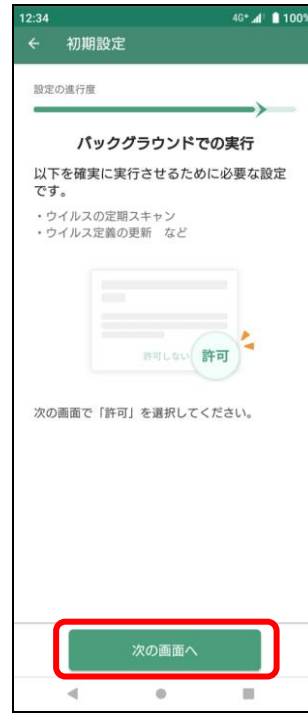 12:34 4G+ 100%
← 初期設定
設定の進行度
バックグラウンドでの実行
以下を確実に実行させるために必要な設定
です。
・ウイルスの定期スキャン
・ウイルス定義の更新 など
許可しない 許可
次の画面で「許可」を選択してください。
次の画面へ